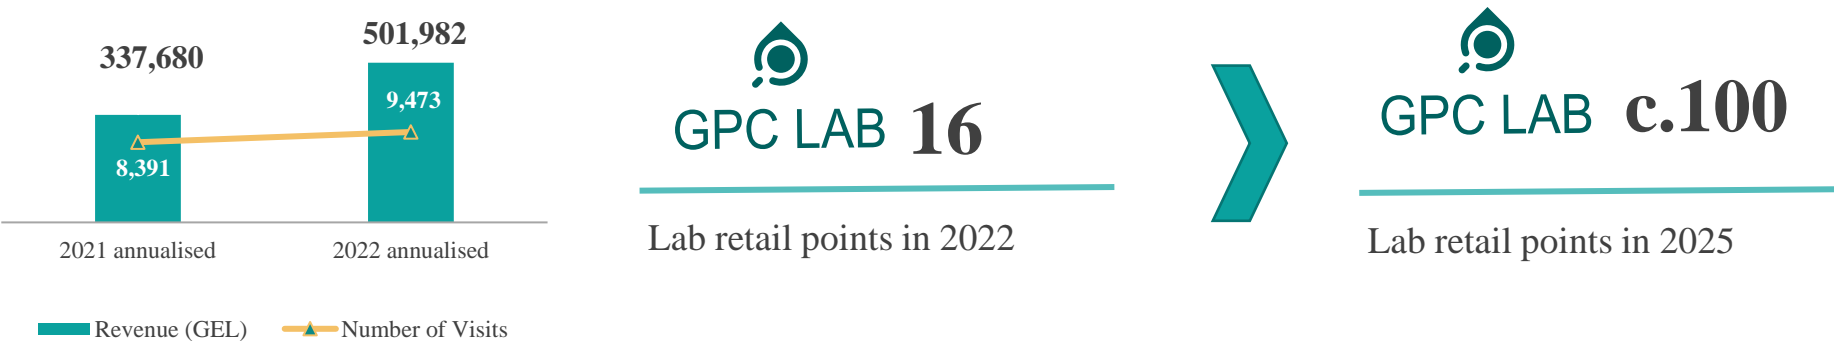 337,680
501,982
8,391
9,473
2021 annualised
2022 annualised
Revenue (GEL)
Number of Visits
GPC LAB 16
Lab retail points in 2022
GPC LAB c.100
Lab retail points in 2025